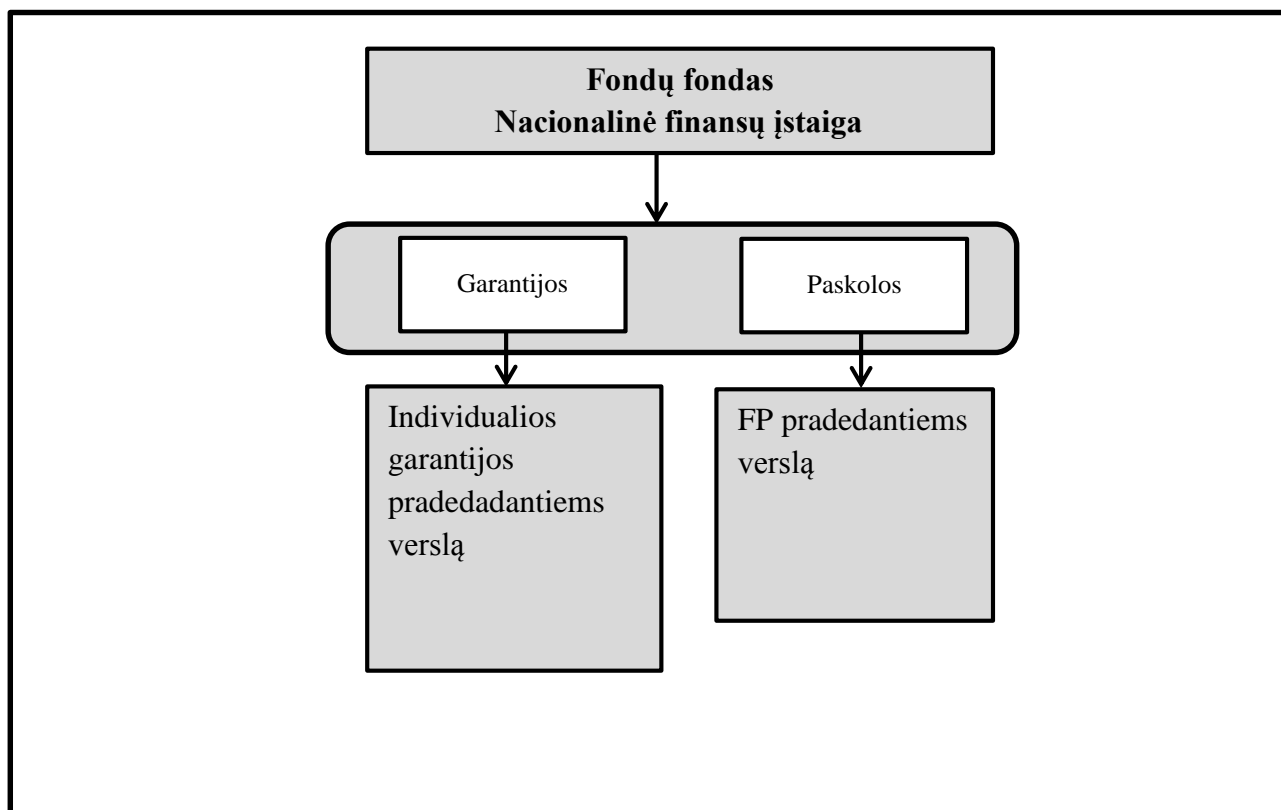 Fondų fondas
Nacionalinė finansų įstaiga
Garantijos
Paskolos
Individualios
garantijos
pradedadantiems
verslą
FP pradedantiems
verslą